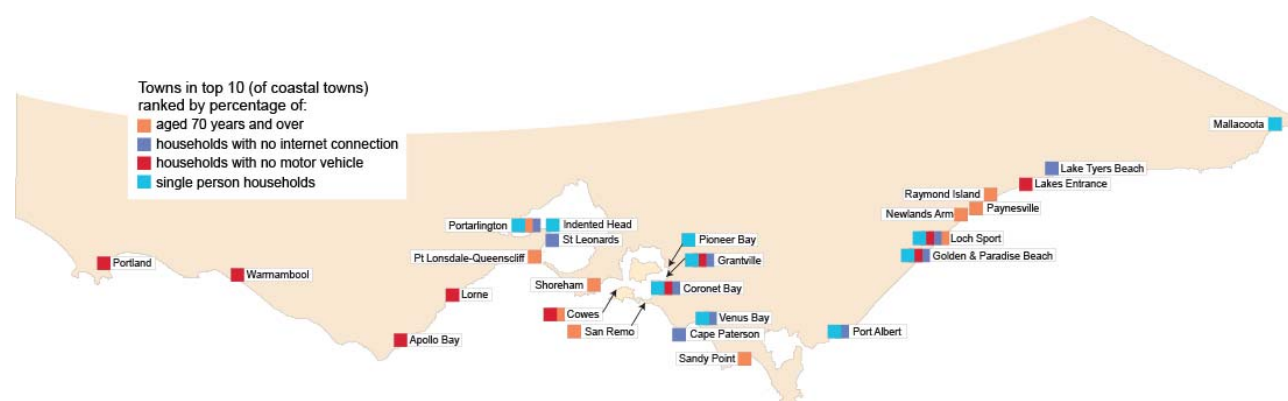 Towns in top 10 (of coastal towns)
ranked by percentage of:
aged 70 years and over
households with no internet connection
households with no motor vehicle
single person households
Mallacoota
Lake Tyers Beach
Lakes Entrance
Raymond Island
Paynesville
Newlands Arm
Portarlington
Indented Head
St Leonards
Pioneer Bay
Loch Sport
Golden & Paradise Beach
Pt Lonsdale-Queenscliff
Grantville
Portland
Warrnambool
Shoreham
Coronet Bay
Lorne
Cowes
Venus Bay
San Remo
Cape Paterson
Port Albert
Apollo Bay
Sandy Point